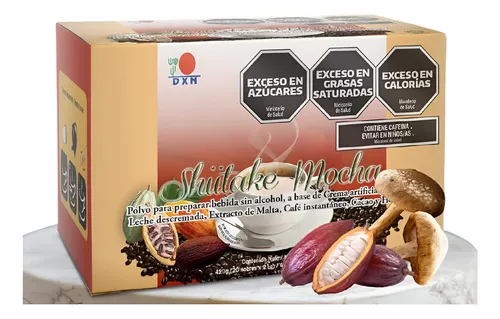 DXN
EXCESO EN
AZÚCARES
Ministerio
de Salud
EXCESO EN
GRASAS
SATURADAS
Ministerio
de Salud
EXCESO EN
CALORÍAS
Ministerio
de Salud
CONTIENE CAFEÍNA.
EVITAR EN NIÑOS/AS.
Ministerio de Salud
Shiitake Mocha
Polvo para preparar bebida sin alcohol, a base de Crema artificial
Leche descremada, Extracto de Malta, Café instantáneo, Cacao y
Contenido Neto